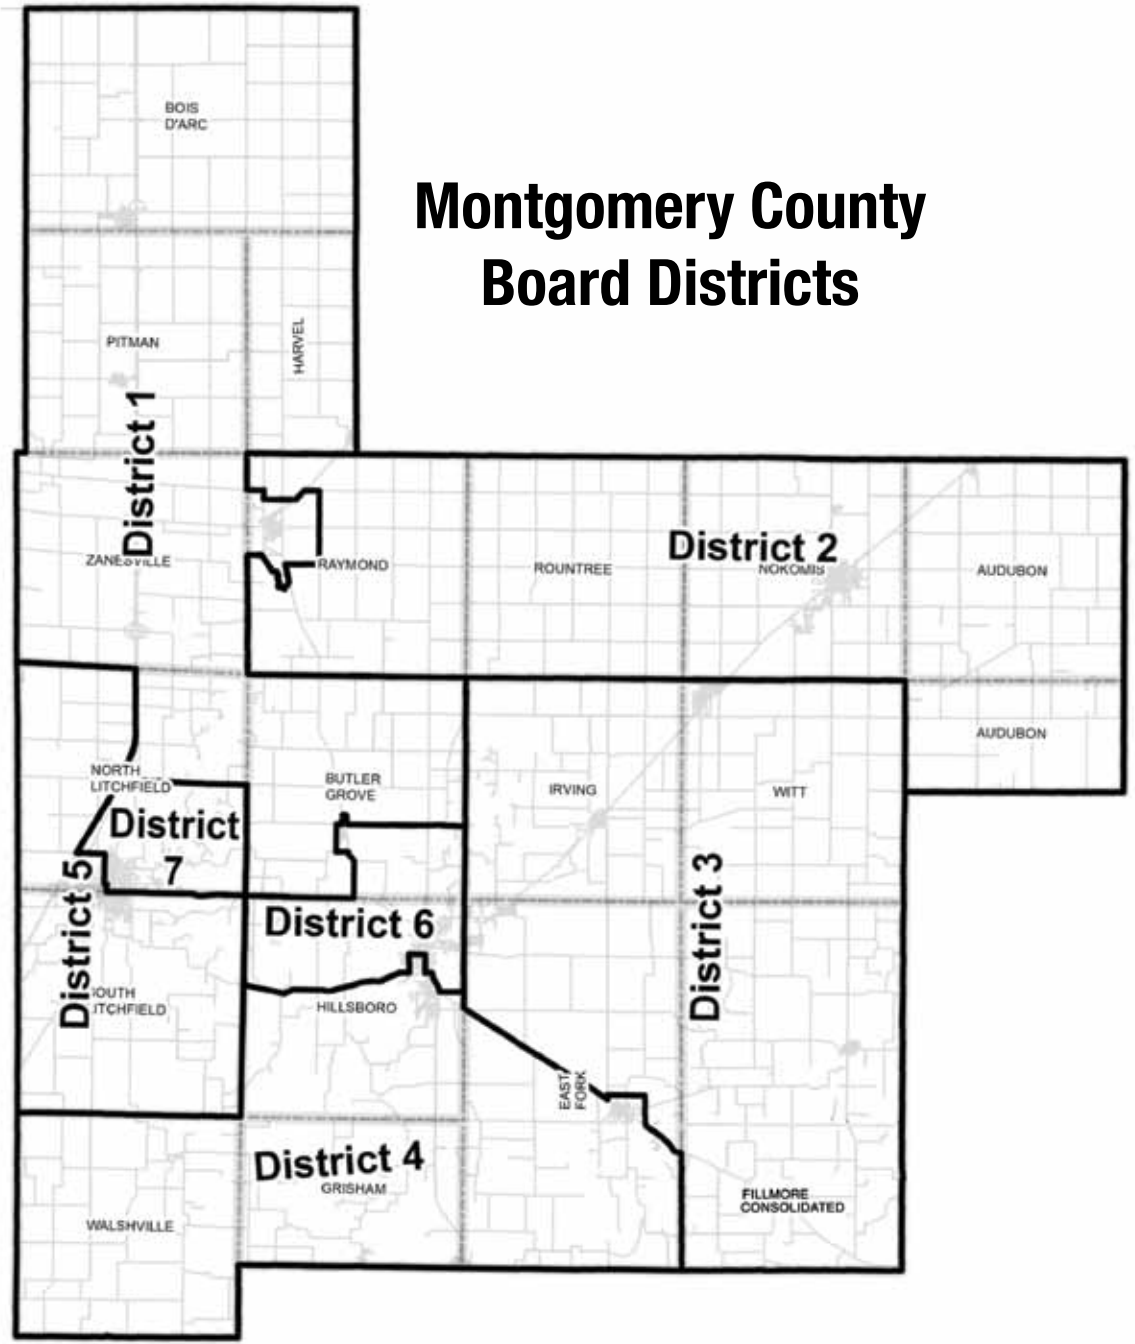 BOIS
D'ARC
Montgomery County
Board Districts
PITMAN
HARVEL
District 1
ZANESVILLE
RAYMOND
ROUNTREE
District 2
NOKOMIS
AUDUBON
AUDUBON
NORTH
LITCHFIELD
BUTLER
GROVE
IRVING
WITT
District
7
District 5
District 6
District 3
SOUTH
LITCHFIELD
HILLSBORO
EAST
FORK
District 4
GRISHAM
FILLMORE
CONSOLIDATED
WALSHVILLE